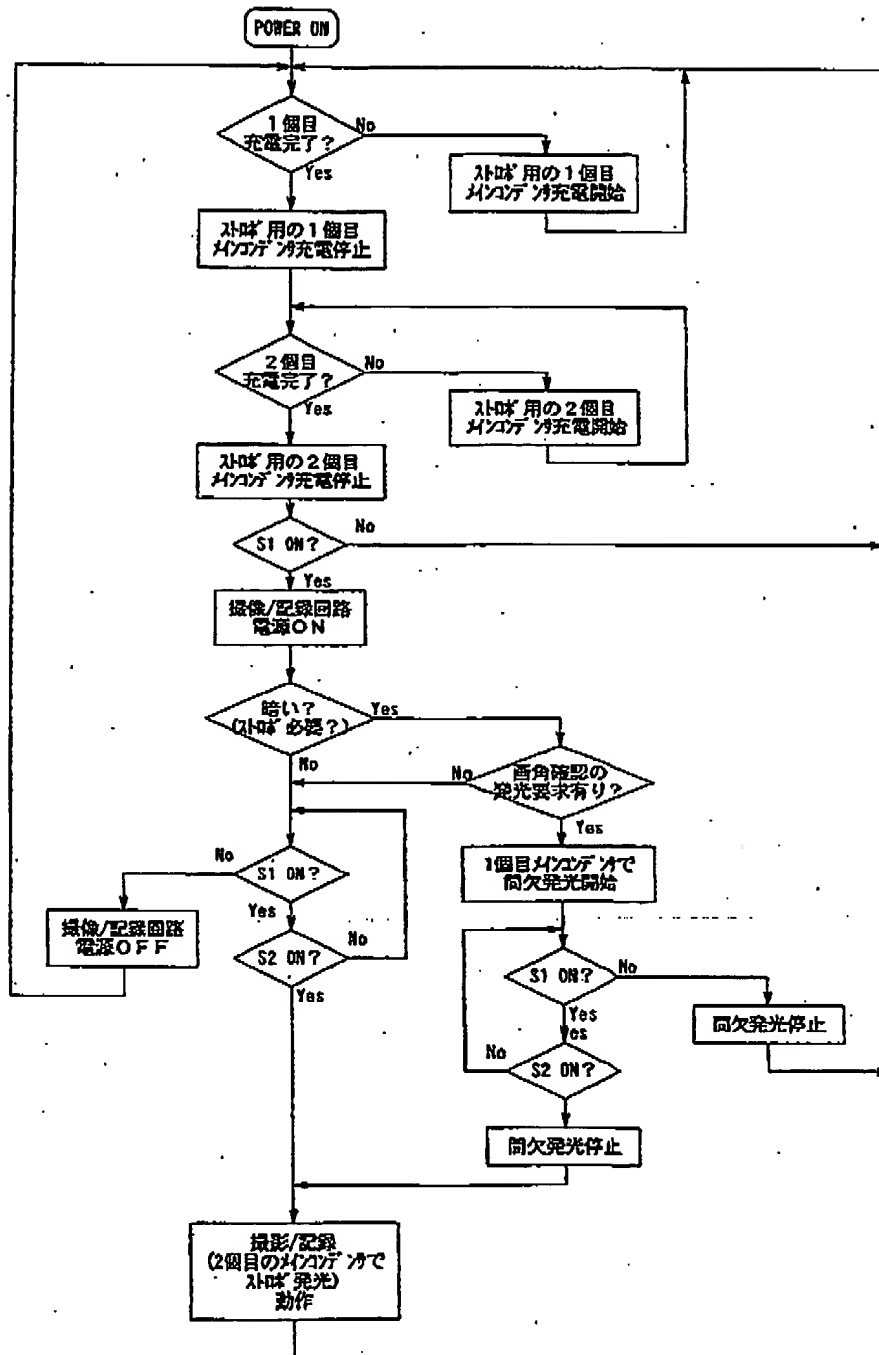 POWER ON
1個目
充電完了?
No
Yes
ストロボ用の1個目
メインコンデンサ充電開始
ストロボ用の1個目
メインコンデンサ充電停止
2個目
充電完了?
No
Yes
ストロボ用の2個目
メインコンデンサ充電開始
ストロボ用の2個目
メインコンデンサ充電停止
S1 ON?
No
Yes
撮像/記録回路
電源ON
暗い?
(ストロボ必要?)
Yes
No
画角確認の
発光要求有り?
No
Yes
1個目メインコンデンサで
間欠発光開始
S1 ON?
No
Yes
撮像/記録回路
電源OFF
S2 ON?
No
Yes
S1 ON?
No
Yes
es
間欠発光停止
S2 ON?
No
間欠発光停止
撮影/記録
(2個目のメインコンデンサで
ストロボ発光)
動作